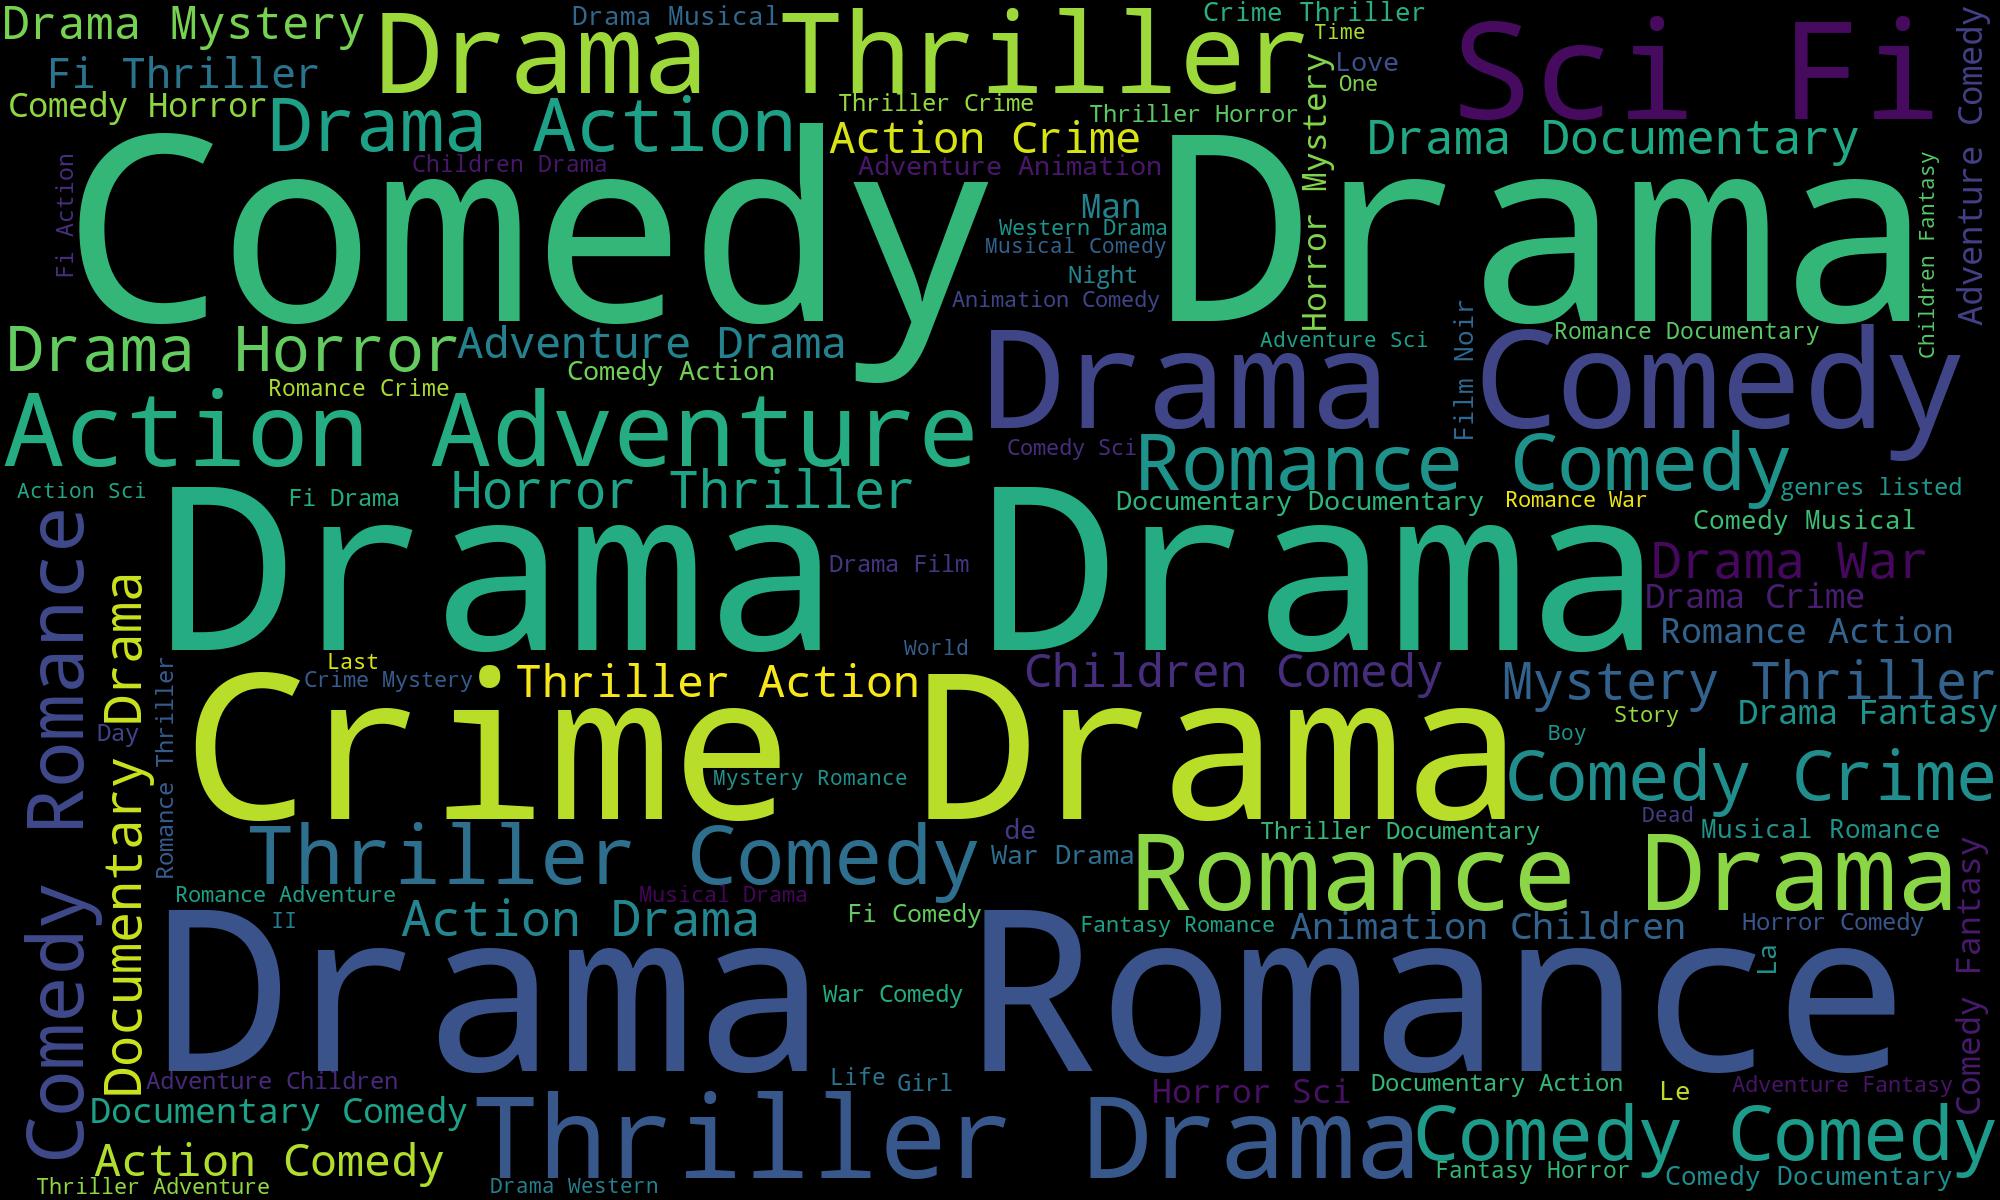 Drama Mystery
Drama Musical
Drama Thriller
Crime Thriller
Time
Sci Fi
Adventure Comedy
Fi Thriller
Love
One
Comedy Horror
Drama Action
Thriller Crime
Thriller Horror
Horror Mystery
Action Crime
Drama Documentary
Children Drama
Adventure Animation
Fi Action
Comedy Drama
Man
Western Drama
Musical Comedy
Night
Animation Comedy
Children Fantasy
Drama Horror
Adventure Drama
Comedy Action
Adventure Sci
Film Noir
Romance Documentary
Drama Comedy
Romance Crime
Action Adventure
Comedy Sci
Romance Comedy
genres listed
Action Sci
Fi Drama
Horror Thriller
Documentary Documentary
Romance War
Comedy Musical
Comedy Romance
Drama Drama
Drama Film
Drama War
Drama Crime
Romance Action
World
Documentary Drama
Romance Thriller
Last
Crime Mystery
Thriller Action
Children Comedy
Mystery Thriller
Day
Crime Drama
Story
Drama Fantasy
Boy
Mystery Romance
Comedy Crime
Dead
Thriller Comedy
de
War Drama
Thriller Documentary
Musical Romance
Romance Drama
Comedy Fantasy
Romance Adventure
Musical Drama
II
Action Drama
Fi Comedy
Fantasy Romance
Animation Children
Horror Comedy
La
Drama Romance
War Comedy
Adventure Children
Life
Girl
Horror Sci
Documentary Action
Le
Adventure Fantasy
Documentary Comedy
Thriller Drama
Comedy Comedy
Action Comedy
Fantasy Horror
Comedy Documentary
Thriller Adventure
Drama Western